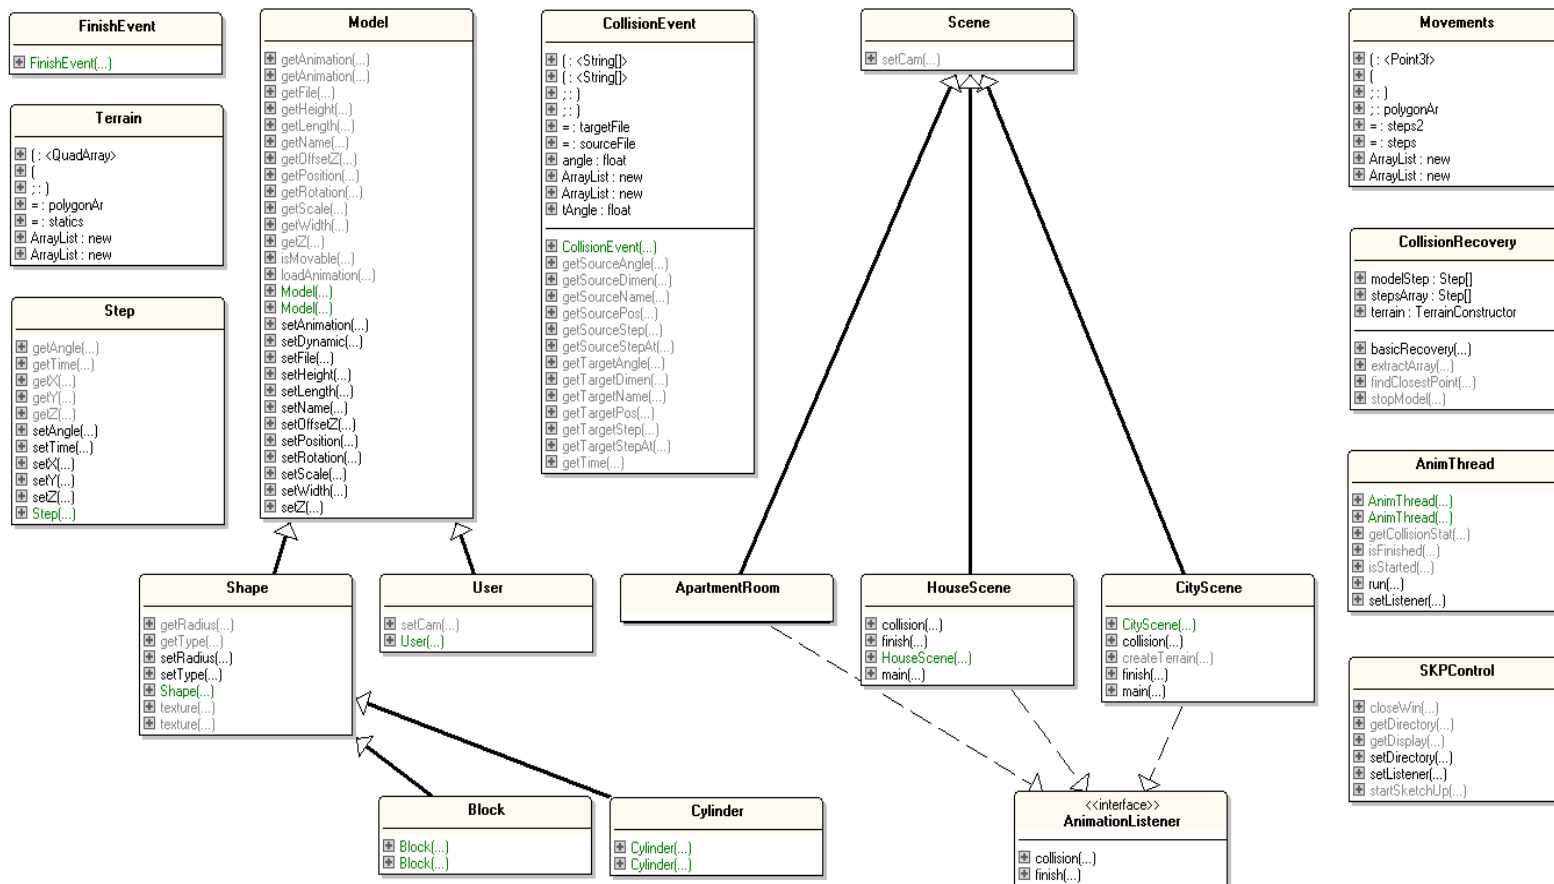 FinishEvent
FinishEvent(...)
Terrain
( : <QuadArray>
(
; : )
= : polygonAr
= : statics
ArrayList : new
ArrayList : new
Step
getAngle(...)
getTime(...)
getX(...)
getY(...)
getZ(...)
setAngle(...)
setTime(...)
setX(...)
setY(...)
setZ(...)
Step(...)
Model
getAnimation(...)
getAnimation(...)
getFile(...)
getHeight(...)
getLength(...)
getName(...)
getOffsetZ(...)
getPosition(...)
getRotation(...)
getScale(...)
getWidth(...)
getZ(...)
isMovable(...)
loadAnimation(...)
Model(...)
Model(...)
setAnimation(...)
setDynamic(...)
setFile(...)
setHeight(...)
setLength(...)
setName(...)
setOffsetZ(...)
setPosition(...)
setRotation(...)
setScale(...)
setWidth(...)
setZ(...)
CollisionEvent
( : <String[]>
( : <String[]>
; : )
; : )
= : targetFile
= : sourceFile
angle : float
ArrayList : new
ArrayList : new
tAngle : float
CollisionEvent(...)
getSourceAngle(...)
getSourceDimen(...)
getSourceName(...)
getSourcePos(...)
getSourceStep(...)
getSourceStepAt(...)
getTargetAngle(...)
getTargetDimen(...)
getTargetName(...)
getTargetPos(...)
getTargetStep(...)
getTargetStepAt(...)
getTime(...)
Scene
setCam(...)
Movements
( : <Point3f>
(
; : )
; : polygonAr
= : steps2
= : steps
ArrayList : new
ArrayList : new
CollisionRecovery
modelStep : Step[]
stepsArray : Step[]
terrain : TerrainConstructor
basicRecovery(...)
extractArray(...)
findClosestPoint(...)
stopModel(...)
AnimThread
AnimThread(...)
AnimThread(...)
getCollisionStat(...)
isFinished(...)
isStarted(...)
run(...)
setListener(...)
SKPControl
closeWin(...)
getDirectory(...)
getDisplay(...)
setDirectory(...)
setListener(...)
startSketchUp(...)
Shape
getRadius(...)
getType(...)
setRadius(...)
setType(...)
Shape(...)
texture(...)
texture(...)
User
setCam(...)
User(...)
ApartmentRoom
HouseScene
collision(...)
finish(...)
HouseScene(...)
main(...)
CityScene
CityScene(...)
collision(...)
createTerrain(...)
finish(...)
main(...)
Block
Block(...)
Block(...)
Cylinder
Cylinder(...)
Cylinder(...)
<<interface>>
AnimationListener
collision(...)
finish(...)